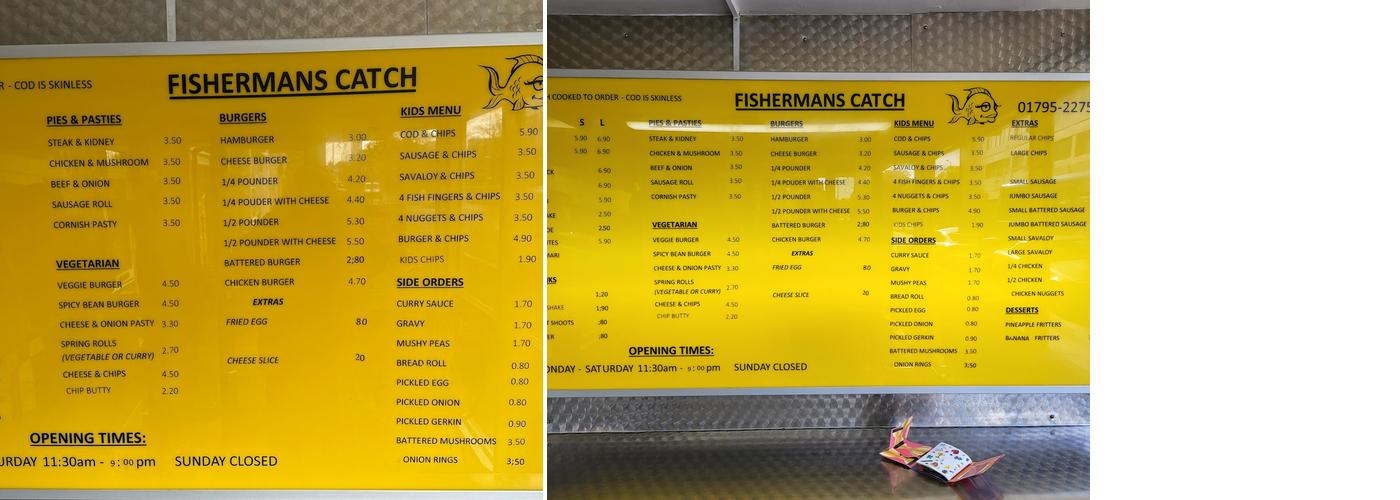 R - COD IS SKINLESS
FISHERMANS CATCH
PIES & PASTIES
STEAK & KIDNEY 3.50
CHICKEN & MUSHROOM 3.50
BEEF & ONION 3.50
SAUSAGE ROLL 3.50
CORNISH PASTY 3.50
VEGETARIAN
VEGGIE BURGER 4.50
SPICY BEAN BURGER 4.50
CHEESE & ONION PASTY 3.30
SPRING ROLLS
(VEGETABLE OR CURRY) 2.70
CHEESE & CHIPS 4.50
CHIP BUTTY 2.20
BURGERS
HAMBURGER 3.00
CHEESE BURGER 3.20
1/4 POUNDER 4.20
1/4 POUDER WITH CHEESE 4.40
1/2 POUNDER 5.30
1/2 POUNDER WITH CHEESE 5.50
BATTERED BURGER 2;80
CHICKEN BURGER 4.70
EXTRAS
FRIED EGG 80
CHEESE SLICE 20
KIDS MENU
COD & CHIPS 5.90
SAUSAGE & CHIPS 3.50
SAVALOY & CHIPS 3.50
4 FISH FINGERS & CHIPS 3.50
4 NUGGETS & CHIPS 3.50
BURGER & CHIPS 4.90
KIDS CHIPS 1.90
SIDE ORDERS
CURRY SAUCE 1.70
GRAVY 1.70
MUSHY PEAS 1.70
BREAD ROLL 0.80
PICKLED EGG 0.80
PICKLED ONION 0.80
PICKLED GERKIN 0.90
BATTERED MUSHROOMS 3.50
ONION RINGS 3;50
OPENING TIMES:
URDAY 11:30am - 9:00pm SUNDAY CLOSED
H COOKED TO ORDER - COD IS SKINLESS
FISHERMANS CATCH
01795-2275
S L
5.90 6.90
5.90 6.90
CK 6.90
6.90
AKE 2.50
DE 2.50
ITES 5.90
MARI
KS
1;20
SHAKE 1;90
T SHOOTS ;80
ER ;80
PIES & PASTIES
STEAK & KIDNEY 3.50
CHICKEN & MUSHROOM 3.50
BEEF & ONION 3.50
SAUSAGE ROLL 3.50
CORNISH PASTY 3.50
VEGETARIAN
VEGGIE BURGER 4.50
SPICY BEAN BURGER 4.50
CHEESE & ONION PASTY 3.30
SPRING ROLLS
(VEGETABLE OR CURRY) 2.70
CHEESE & CHIPS 4.50
CHIP BUTTY 2.20
BURGERS
HAMBURGER 3.00
CHEESE BURGER 3.20
1/4 POUNDER 4.20
1/4 POUDER WITH CHEESE 4.40
1/2 POUNDER 5.30
1/2 POUNDER WITH CHEESE 5.50
BATTERED BURGER 2;80
CHICKEN BURGER 4.70
EXTRAS
FRIED EGG 80
CHEESE SLICE 20
KIDS MENU
COD & CHIPS 5.90
SAUSAGE & CHIPS 3.50
SAVALOY & CHIPS 3.50
4 FISH FINGERS & CHIPS 3.50
4 NUGGETS & CHIPS 3.50
BURGER & CHIPS 4.90
KIDS CHIPS 1.90
SIDE ORDERS
CURRY SAUCE 1.70
GRAVY 1.70
MUSHY PEAS 1.70
BREAD ROLL 0.80
PICKLED EGG 0.80
PICKLED ONION 0.80
PICKLED GERKIN 0.90
BATTERED MUSHROOMS 3.50
ONION RINGS 3;50
EXTRAS
REGULAR CHIPS
LARGE CHIPS
SMALL SAUSAGE
JUMBO SAUSAGE
SMALL BATTERED SAUSAGE
JUMBO BATTERED SAUSAGE
SMALL SAVALOY
LARGE SAVALOY
1/4 CHICKEN
1/2 CHICKEN
CHICKEN NUGGETS
DESSERTS
PINEAPPLE FRITTERS
BANANA FRITTERS
OPENING TIMES:
ONDAY - SATURDAY 11:30am - 9:00pm SUNDAY CLOSED